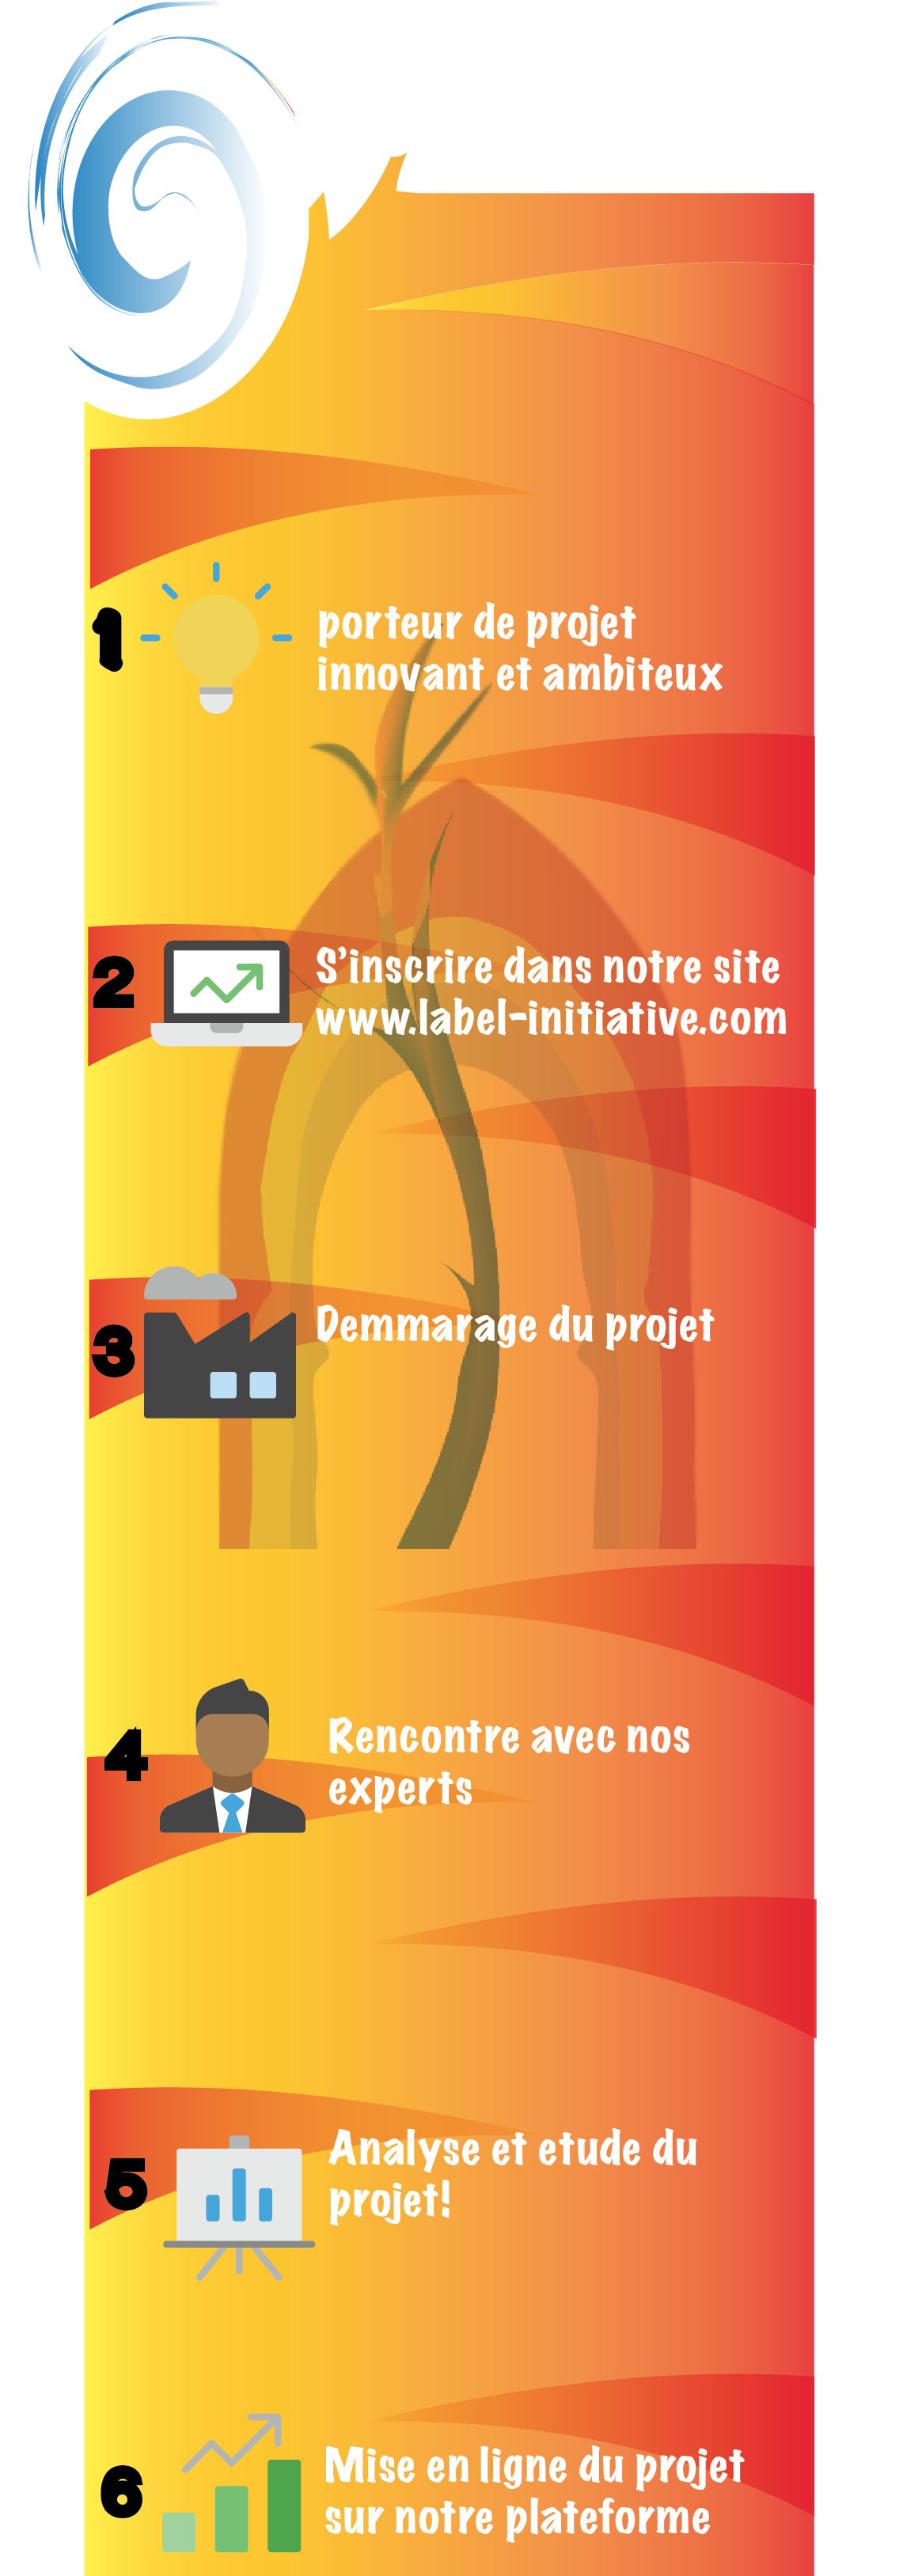 1
porteur de projet
innovant et ambiteux
2
S'inscrire dans notre site
www.label-initiative.com
3
Demmarage du projet
4
Rencontre avec nos
experts
5
Analyse et etude du
projet!
6
Mise en ligne du projet
sur notre plateforme